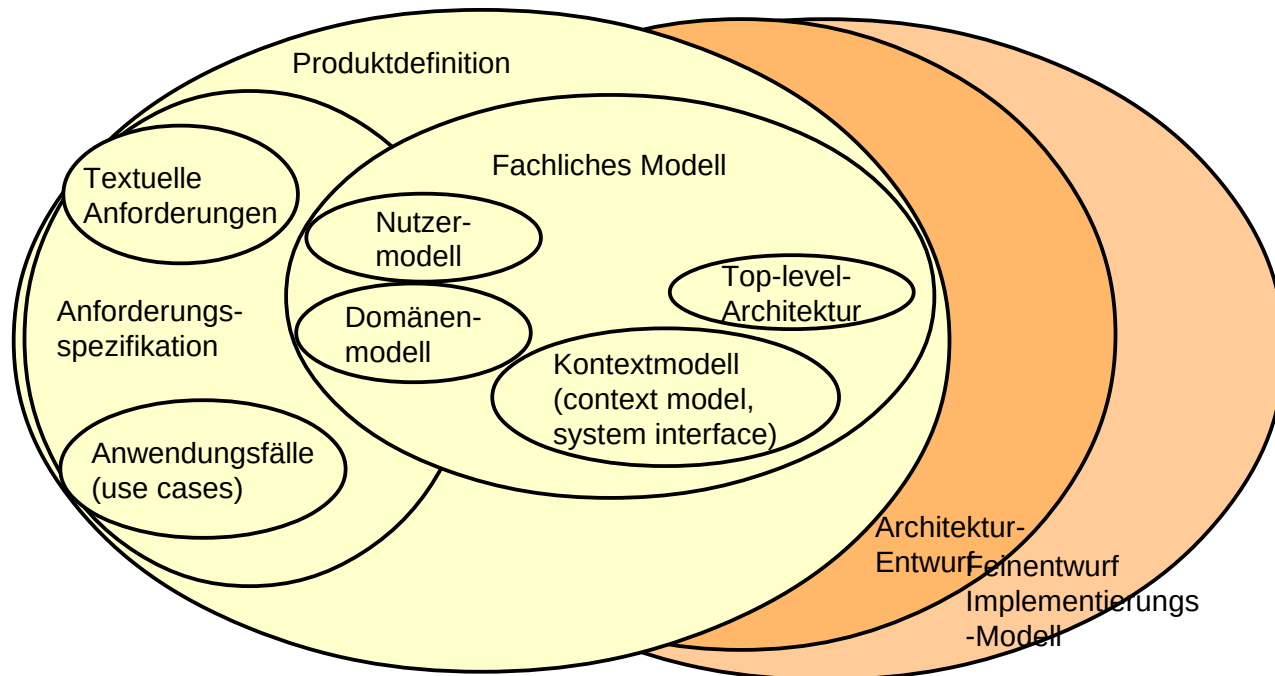 Produktdefinition
Fachliches Modell
Textuelle
Anforderungen
Nutzer-
modell
Top-level-
Architektur
Anforderungs-
spezifikation
Domänen-
modell
Kontextmodell
(context model,
system interface)
Anwendungsfälle
(use cases)
Architektur-
Entwurf
Feinentwurf
Implementierungs
-Modell